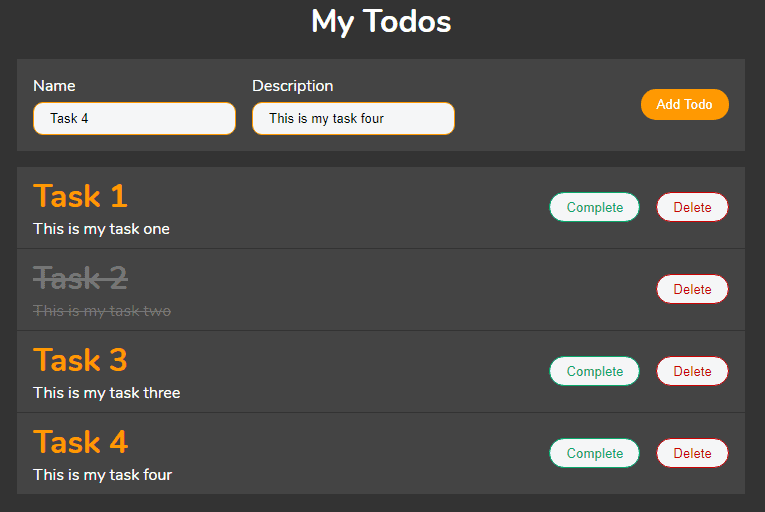 My Todos
Name Description
Task 4 This is my task four Add Todo
Task 1
Complete Delete
This is my task one
Task 2
Delete
This is my task two
Task 3
Complete Delete
This is my task three
Task 4
Complete Delete
This is my task four